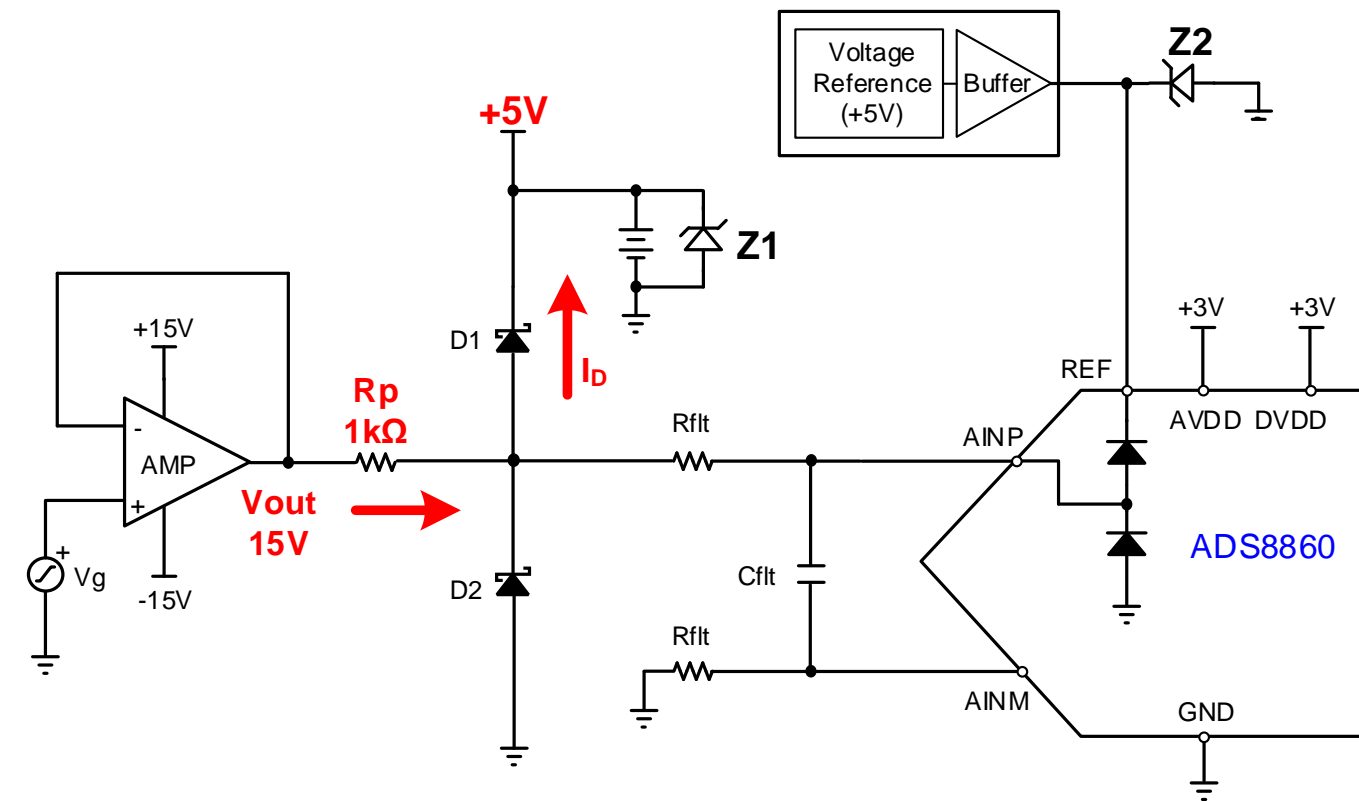 Voltage
Reference
(+5V)
Buffer
Z2
+5V
Z1
+15V
D1
I_D
+3V
+3V
REF
AVDD DVDD
Rp
1kΩ
Rflt
AINP
-
AMP
+
Vout
15V
+
Vg
-15V
D2
Cflt
ADS8860
Rflt
AINM
GND